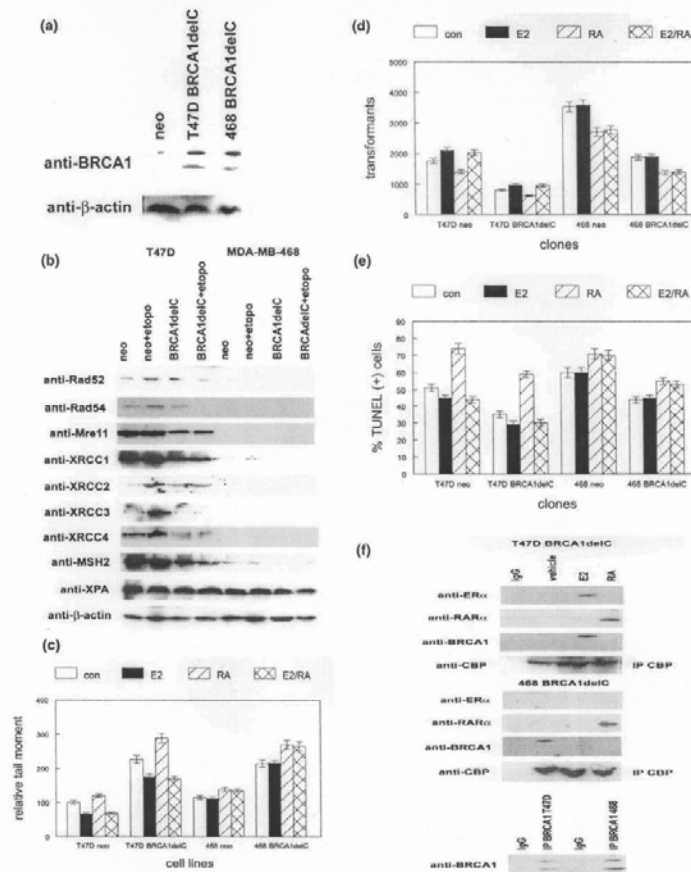 (a)
neo
T47D BRCA1delC
468 BRCA1delC
anti-BRCA1
anti-β-actin
(b)
T47D MDA-MB-468
neo
neo+etopo
BRCA1delC
BRCA1delC+etopo
neo
neo+etopo
BRCA1delC
BRCAdelC+etopo
anti-Rad52
anti-Rad54
anti-Mre11
anti-XRCC1
anti-XRCC2
anti-XRCC3
anti-XRCC4
anti-MSH2
anti-XPA
anti-β-actin
(c)
con E2 RA E2/RA
relative tail moment
400
300
200
100
0
T47D neo T47D BRCA1delC 468 neo 468 BRCA1delC
cell lines
(d)
con E2 RA E2/RA
transformants
5000
4000
3000
2000
1000
0
T47D neo T47D BRCA1delC 468 neo 468 BRCA1delC
clones
(e)
con E2 RA E2/RA
% TUNEL (+) cells
90
80
70
60
50
40
30
20
10
0
T47D neo T47D BRCA1delC 468 neo 468 BRCA1delC
clones
(f)
T47D BRCA1delC
IgG
vehicle
E2
RA
anti-ERα
anti-RARα
anti-BRCA1
anti-CBP IP CBP
468 BRCA1delC
anti-ERα
anti-RARα
anti-BRCA1
anti-CBP IP CBP
IgG
IP BRCA1 T47D
IgG
IP BRCA1 468
anti-BRCA1